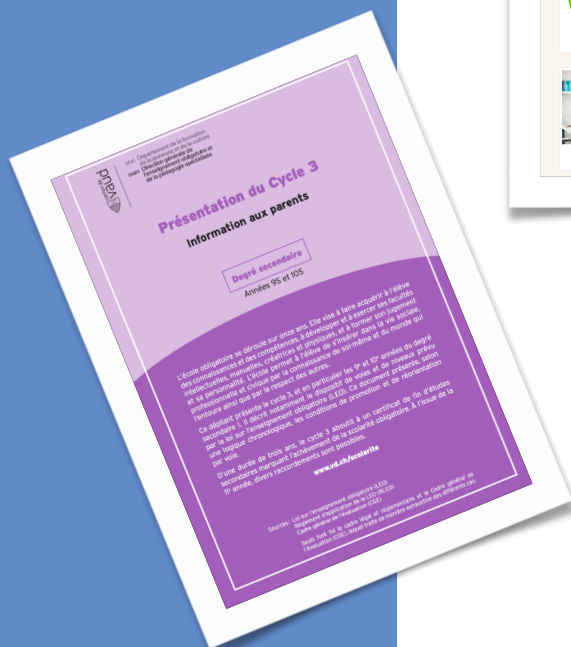 canton de
vaud
DFJC Département de la formation
de la jeunesse et de la culture
DGEO Direction générale de
l'enseignement obligatoire et
de la pédagogie spécialisée
Présentation du Cycle 3
Information aux parents
Degré secondaire
Années 9S et 10S
L'école obligatoire se déroule sur onze ans. Elle vise à faire acquérir à l'élève
des connaissances et des compétences, à développer et à exercer ses facultés
intellectuelles, manuelles, créatrices et physiques, et à former son jugement
et sa personnalité. L'école permet à l'élève de s'insérer dans la vie sociale,
professionnelle et civique par la connaissance de soi-même et du monde qui
l'entoure ainsi que par le respect des autres.
Ce dépliant présente le cycle 3, et en particulier les 9e et 10e années du degré
secondaire I. Il décrit notamment le dispositif de voies et de niveaux prévu
par la loi sur l'enseignement obligatoire (LEO). Ce document présente, selon
une logique chronologique, les conditions de promotion et de réorientation
par voie.
D'une durée de trois ans, le cycle 3 aboutit à un certificat de fin d'études
secondaires marquant l'achèvement de la scolarité obligatoire. À l'issue de la
11e année, divers raccordements sont possibles.
www.vd.ch/scolarite
Sources: Loi sur l'enseignement obligatoire (LEO)
Règlement d'application de la LEO (RLEO)
Cadre général de l'évaluation (CGE)
Seuls font foi le cadre légal et réglementaire et le Cadre général de
l'évaluation (CGE), lequel traite de manière exhaustive des différents cas.